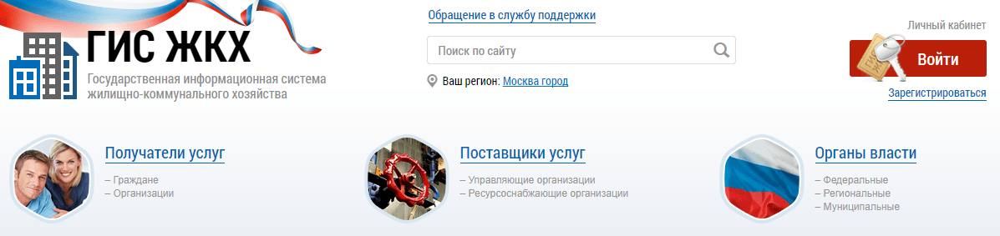 Обращение в службу поддержки
ГИС ЖКХ
Государственная информационная система
жилищно-коммунального хозяйства
Поиск по сайту
Ваш регион: Москва город
Личный кабинет
Войти
Зарегистрироваться
Получатели услуг
– Граждане
– Организации
Поставщики услуг
– Управляющие организации
– Ресурсоснабжающие организации
Органы власти
– Федеральные
– Региональные
– Муниципальные